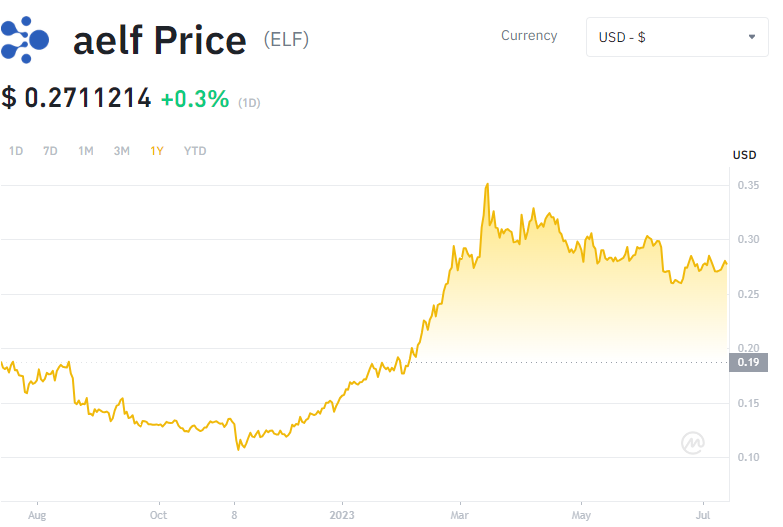 aelf Price (ELF)
Currency
USD - $
$ 0.2711214 +0.3% (1D)
1D 7D 1M 3M 1Y YTD
USD
0.35
0.30
0.25
0.20
0.19
0.15
0.10
Aug Oct 8 2023 Mar May Jul